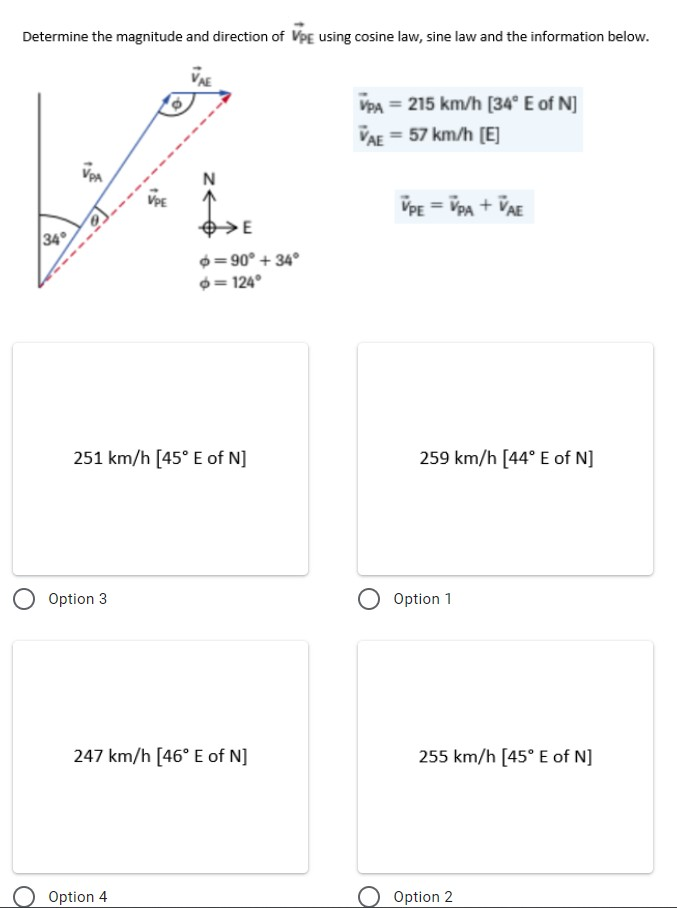 Determine the magnitude and direction of v⃗PE using cosine law, sine law and the information below.
v⃗AE
ϕ
v⃗PA
v⃗PE
θ
34°
N
E
ϕ = 90° + 34°
ϕ = 124°
v⃗PA = 215 km/h [34° E of N]
v⃗AE = 57 km/h [E]
v⃗PE = v⃗PA + v⃗AE
251 km/h [45° E of N]
Option 3
259 km/h [44° E of N]
Option 1
247 km/h [46° E of N]
Option 4
255 km/h [45° E of N]
Option 2